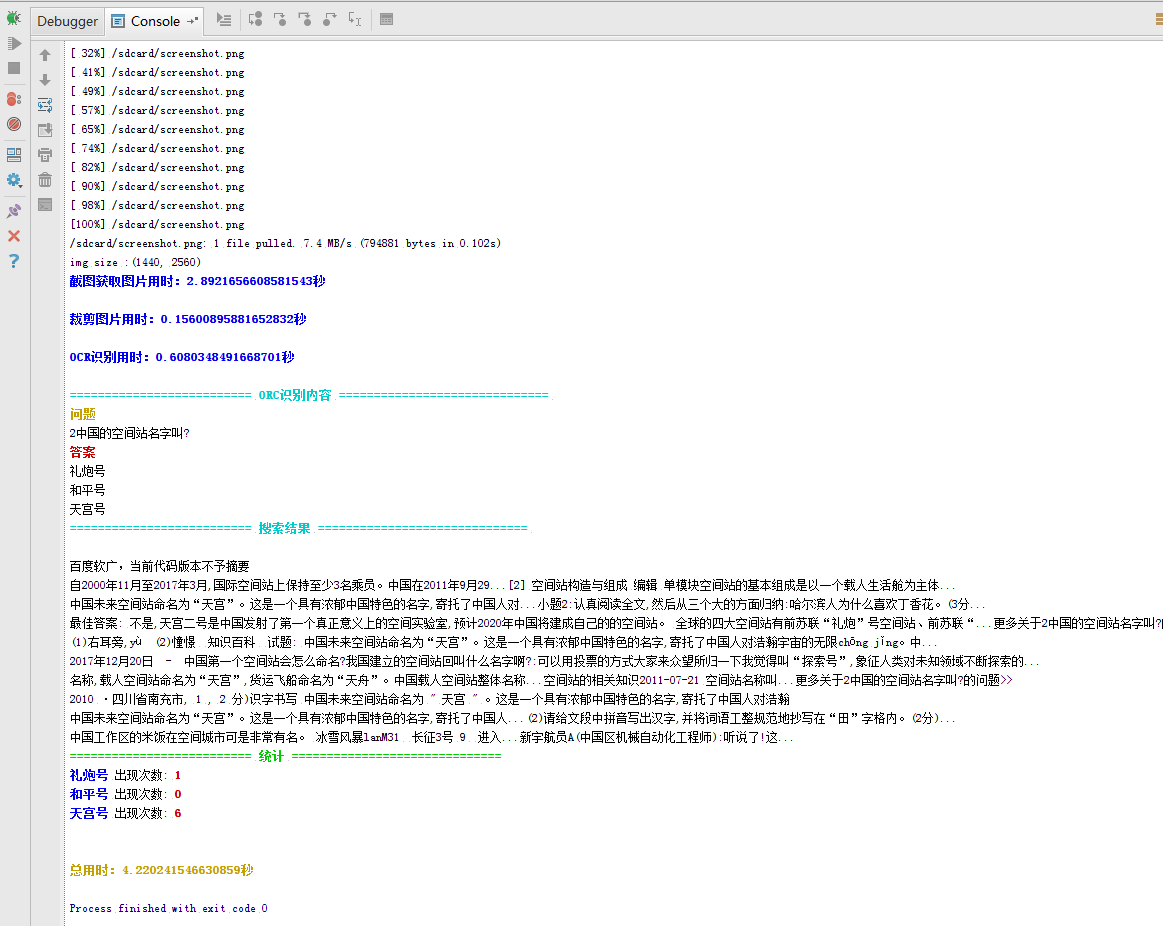 Debugger Console
[ 32%] /sdcard/screenshot.png
[ 41%] /sdcard/screenshot.png
[ 49%] /sdcard/screenshot.png
[ 57%] /sdcard/screenshot.png
[ 65%] /sdcard/screenshot.png
[ 74%] /sdcard/screenshot.png
[ 82%] /sdcard/screenshot.png
[ 90%] /sdcard/screenshot.png
[ 98%] /sdcard/screenshot.png
[100%] /sdcard/screenshot.png
/sdcard/screenshot.png: 1 file pulled. 7.4 MB/s (794881 bytes in 0.102s)
img size :(1440, 2560)
截图获取图片用时：2.8921656608581543秒
裁剪图片用时：0.15600895881652832秒
OCR识别用时：0.6080348491668701秒
========================== ORC识别内容 ==============================
问题
2中国的空间站名字叫?
答案
礼炮号
和平号
天宫号
========================== 搜索结果 ==============================
百度软广，当前代码版本不予摘要
自2000年11月至2017年3月,国际空间站上保持至少3名乘员。中国在2011年9月29...[2] 空间站构造与组成 编辑 单模块空间站的基本组成是以一个载人生活舱为主体...
中国未来空间站命名为“天宫”。这是一个具有浓郁中国特色的名字,寄托了中国人对...小题2:认真阅读全文,然后从三个大的方面归纳:哈尔滨人为什么喜欢丁香花。(3分...
最佳答案: 不是,天宫二号是中国发射了第一个真正意义上的空间实验室,预计2020年中国将建成自己的的空间站。 全球的四大空间站有前苏联“礼炮”号空间站、前苏联“...更多关于2中国的空间站名字叫?
(1)右耳旁,yù (2)憧憬 知识百科 试题: 中国未来空间站命名为“天宫”。这是一个具有浓郁中国特色的名字,寄托了中国人对浩瀚宇宙的无限chōng jǐng。中...
2017年12月20日 - 中国第一个空间站会怎么命名?我国建立的空间站回叫什么名字啊?:可以用投票的方式大家来众望所归一下我觉得叫“探索号”,象征人类对未知领域不断探索的...
名称,载人空间站命名为“天宫”,货运飞船命名为“天舟”。中国载人空间站整体名称...空间站的相关知识2011-07-21 空间站名称叫...更多关于2中国的空间站名字叫?的问题>>
2010 ·四川省南充市, 1 , 2 分)识字书写 中国未来空间站命名为 " 天宫 " 。这是一个具有浓郁中国特色的名字,寄托了中国人对浩瀚
中国未来空间站命名为“天宫”。这是一个具有浓郁中国特色的名字,寄托了中国人...(2)请给文段中拼音写出汉字,并将词语工整规范地抄写在“田”字格内。(2分)...
中国工作区的米饭在空间城市可是非常有名。 冰雪风暴lanM31 长征3号 9 进入...新宇航员A(中国区机械自动化工程师):听说了!这...
========================== 统计 ==============================
礼炮号 出现次数: 1
和平号 出现次数: 0
天宫号 出现次数: 6
总用时：4.220241546630859秒
Process finished with exit code 0